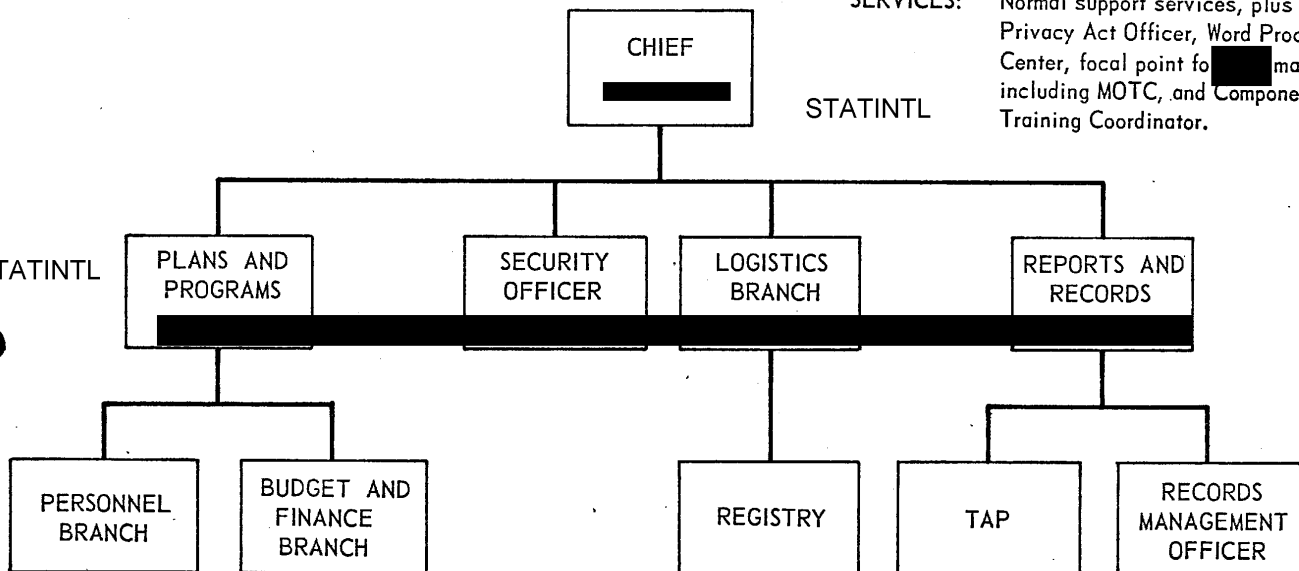 SERVICES: Normal support services, plus
Privacy Act Officer, Word Proc
Center, focal point fo ma
including MOTC, and Compone
Training Coordinator.
CHIEF
STATINTL
TATINTL
PLANS AND
PROGRAMS
SECURITY
OFFICER
LOGISTICS
BRANCH
REPORTS AND
RECORDS
PERSONNEL
BRANCH
BUDGET AND
FINANCE
BRANCH
REGISTRY
TAP
RECORDS
MANAGEMENT
OFFICER